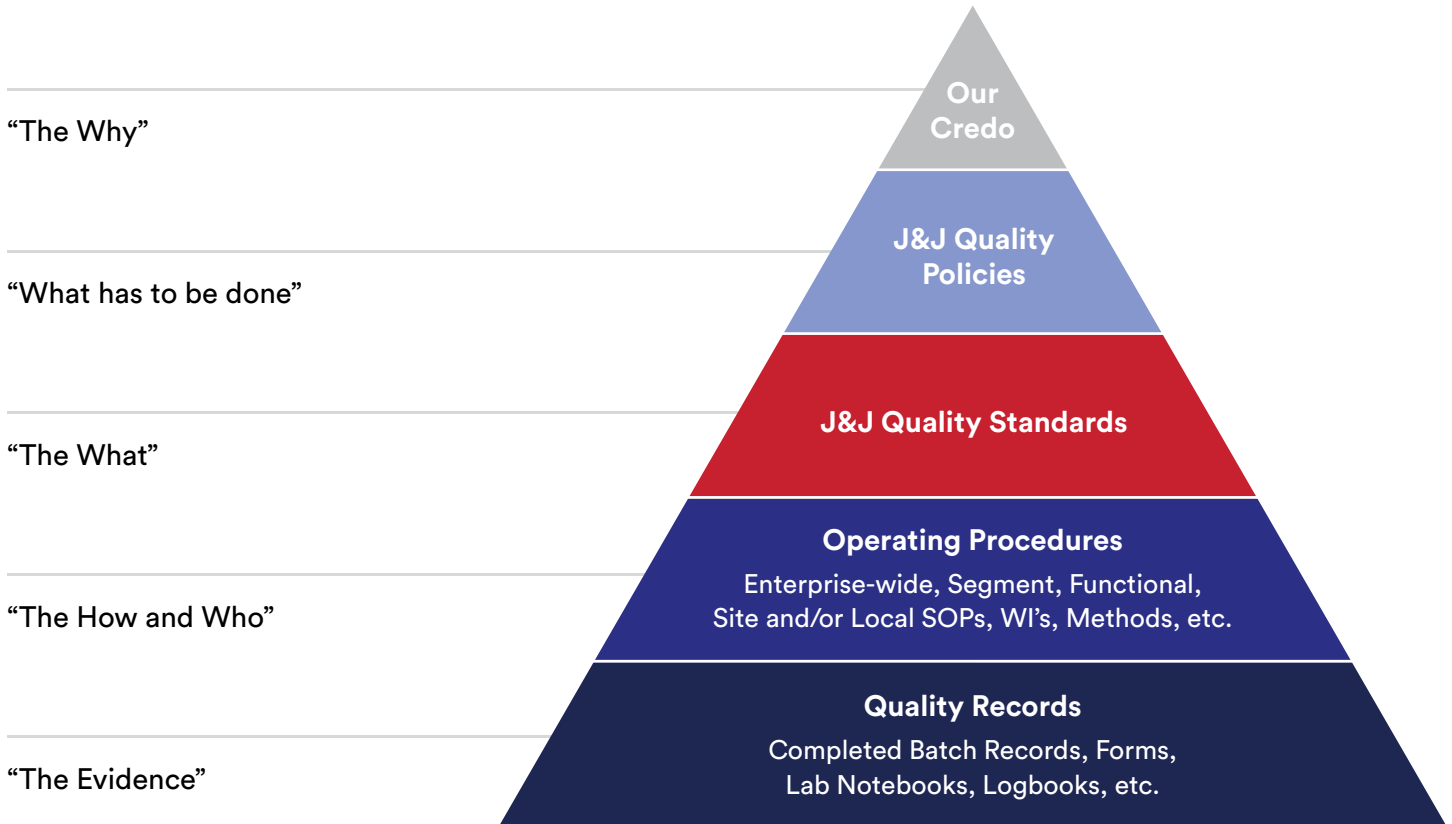 Our
Credo
“The Why”
J&J Quality
Policies
“What has to be done”
J&J Quality Standards
“The What”
Operating Procedures
Enterprise-wide, Segment, Functional,
Site and/or Local SOPs, WI’s, Methods, etc.
“The How and Who”
Quality Records
Completed Batch Records, Forms,
Lab Notebooks, Logbooks, etc.
“The Evidence”